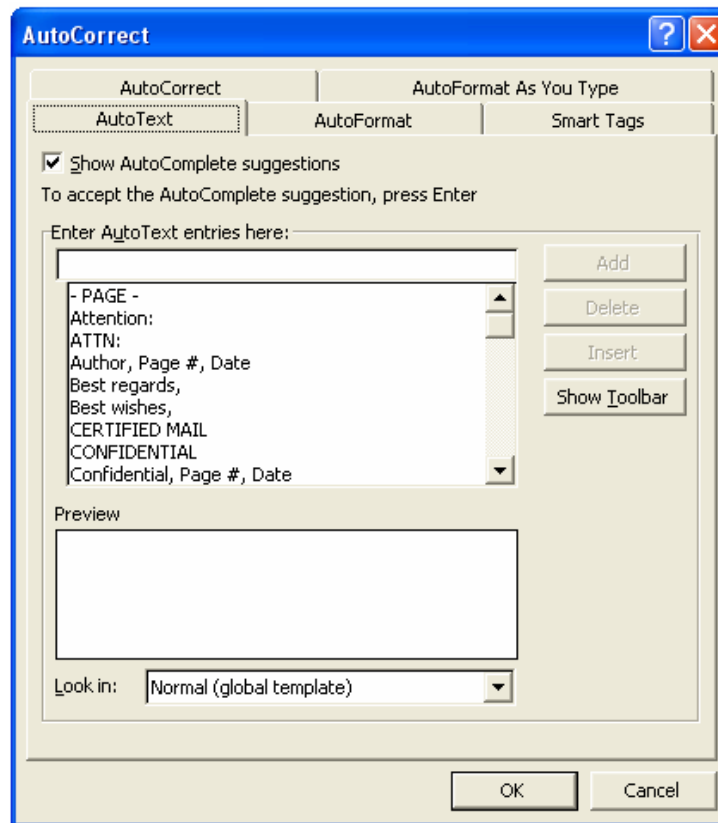 AutoCorrect
AutoCorrect AutoFormat As You Type
AutoText AutoFormat Smart Tags
Show AutoComplete suggestions
To accept the AutoComplete suggestion, press Enter
Enter AutoText entries here:
Add
- PAGE -
Attention:
ATTN:
Author, Page #, Date
Best regards,
Best wishes,
CERTIFIED MAIL
CONFIDENTIAL
Confidential, Page #, Date
Delete
Insert
Show Toolbar
Preview
Look in: Normal (global template)
OK Cancel